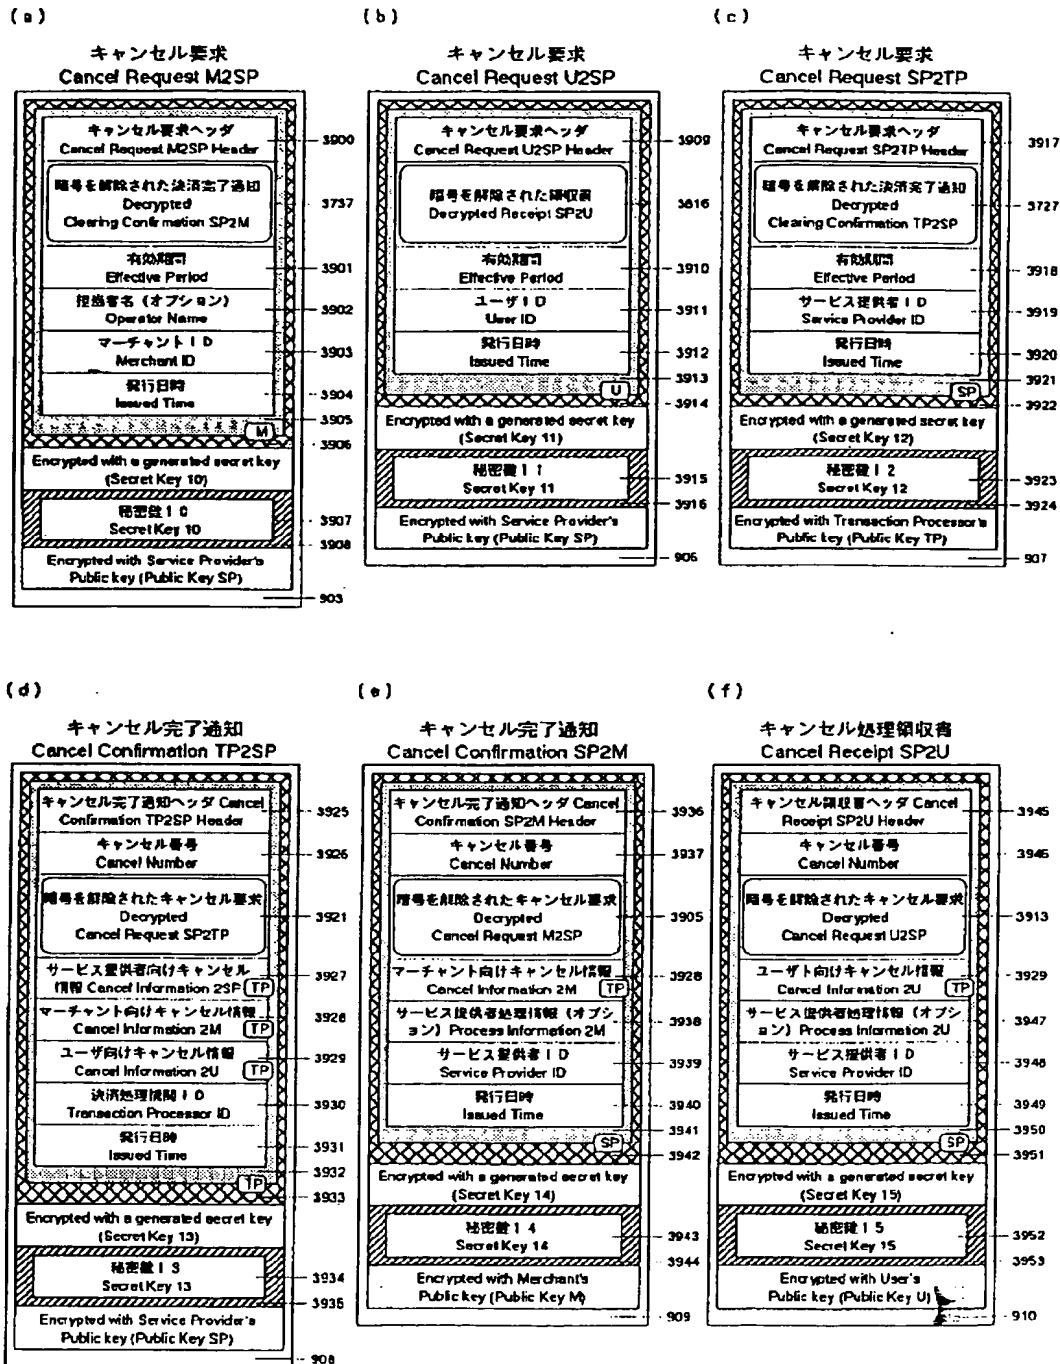 (a)
キャンセル要求
Cancel Request M2SP
キャンセル要求ヘッダ
Cancel Request M2SP Header
3900
暗号を解除された決済完了通知
Decrypted
Clearing Confirmation SP2M
3737
有効期間
Effective Period
3901
担当者名 (オプション)
Operator Name
3902
マーチャントID
Merchant ID
3903
発行日時
Issued Time
3904
3905
M
3906
Encrypted with a generated secret key
(Secret Key 10)
秘密鍵10
Secret Key 10
3907
3908
Encrypted with Service Provider's
Public key (Public Key SP)
903
(b)
キャンセル要求
Cancel Request U2SP
キャンセル要求ヘッダ
Cancel Request U2SP Header
3909
暗号を解除された領収書
Decrypted Receipt SP2U
3816
有効期間
Effective Period
3910
ユーザID
User ID
3911
発行日時
Issued Time
3912
3913
U
3914
Encrypted with a generated secret key
(Secret Key 11)
秘密鍵11
Secret Key 11
3915
3916
Encrypted with Service Provider's
Public key (Public Key SP)
906
(c)
キャンセル要求
Cancel Request SP2TP
キャンセル要求ヘッダ
Cancel Request SP2TP Header
3917
暗号を解除された決済完了通知
Decrypted
Clearing Confirmation TP2SP
3727
有効期間
Effective Period
3918
サービス提供者ID
Service Provider ID
3919
発行日時
Issued Time
3920
3921
SP
3922
Encrypted with a generated secret key
(Secret Key 12)
秘密鍵12
Secret Key 12
3923
3924
Encrypted with Transaction Processor's
Public key (Public Key TP)
907
(d)
キャンセル完了通知
Cancel Confirmation TP2SP
キャンセル完了通知ヘッダ Cancel
Confirmation TP2SP Header
3925
キャンセル番号
Cancel Number
3926
暗号を解除されたキャンセル要求
Decrypted
Cancel Request SP2TP
3921
サービス提供者向けキャンセル
情報 Cancel Information 2SP
TP
3927
マーチャント向けキャンセル情報
Cancel Information 2M
TP
3928
ユーザ向けキャンセル情報
Cancel Information 2U
TP
3929
決済処理機関ID
Transaction Processor ID
3930
発行日時
Issued Time
3931
3932
TP
3933
Encrypted with a generated secret key
(Secret Key 13)
秘密鍵13
Secret Key 13
3934
3935
Encrypted with Service Provider's
Public key (Public Key SP)
908
(e)
キャンセル完了通知
Cancel Confirmation SP2M
キャンセル完了通知ヘッダ Cancel
Confirmation SP2M Header
3936
キャンセル番号
Cancel Number
3937
暗号を解除されたキャンセル要求
Decrypted
Cancel Request M2SP
3905
マーチャント向けキャンセル情報
Cancel Information 2M
TP
3928
サービス提供者処理情報 (オプシ
ョン) Process Information 2M
3938
サービス提供者ID
Service Provider ID
3939
発行日時
Issued Time
3940
3941
SP
3942
Encrypted with a generated secret key
(Secret Key 14)
秘密鍵14
Secret Key 14
3943
3944
Encrypted with Merchant's
Public key (Public Key M)
909
(f)
キャンセル処理領収書
Cancel Receipt SP2U
キャンセル領収書ヘッダ Cancel
Receipt SP2U Header
3945
キャンセル番号
Cancel Number
3945
暗号を解除されたキャンセル要求
Decrypted
Cancel Request U2SP
3913
ユーザト向けキャンセル情報
Cancel Information 2U
TP
3929
サービス提供者処理情報 (オプシ
ョン) Process Information 2U
3947
サービス提供者ID
Service Provider ID
3948
発行日時
Issued Time
3949
3950
SP
3951
Encrypted with a generated secret key
(Secret Key 15)
秘密鍵15
Secret Key 15
3952
3953
Encrypted with User's
Public key (Public Key U)
910